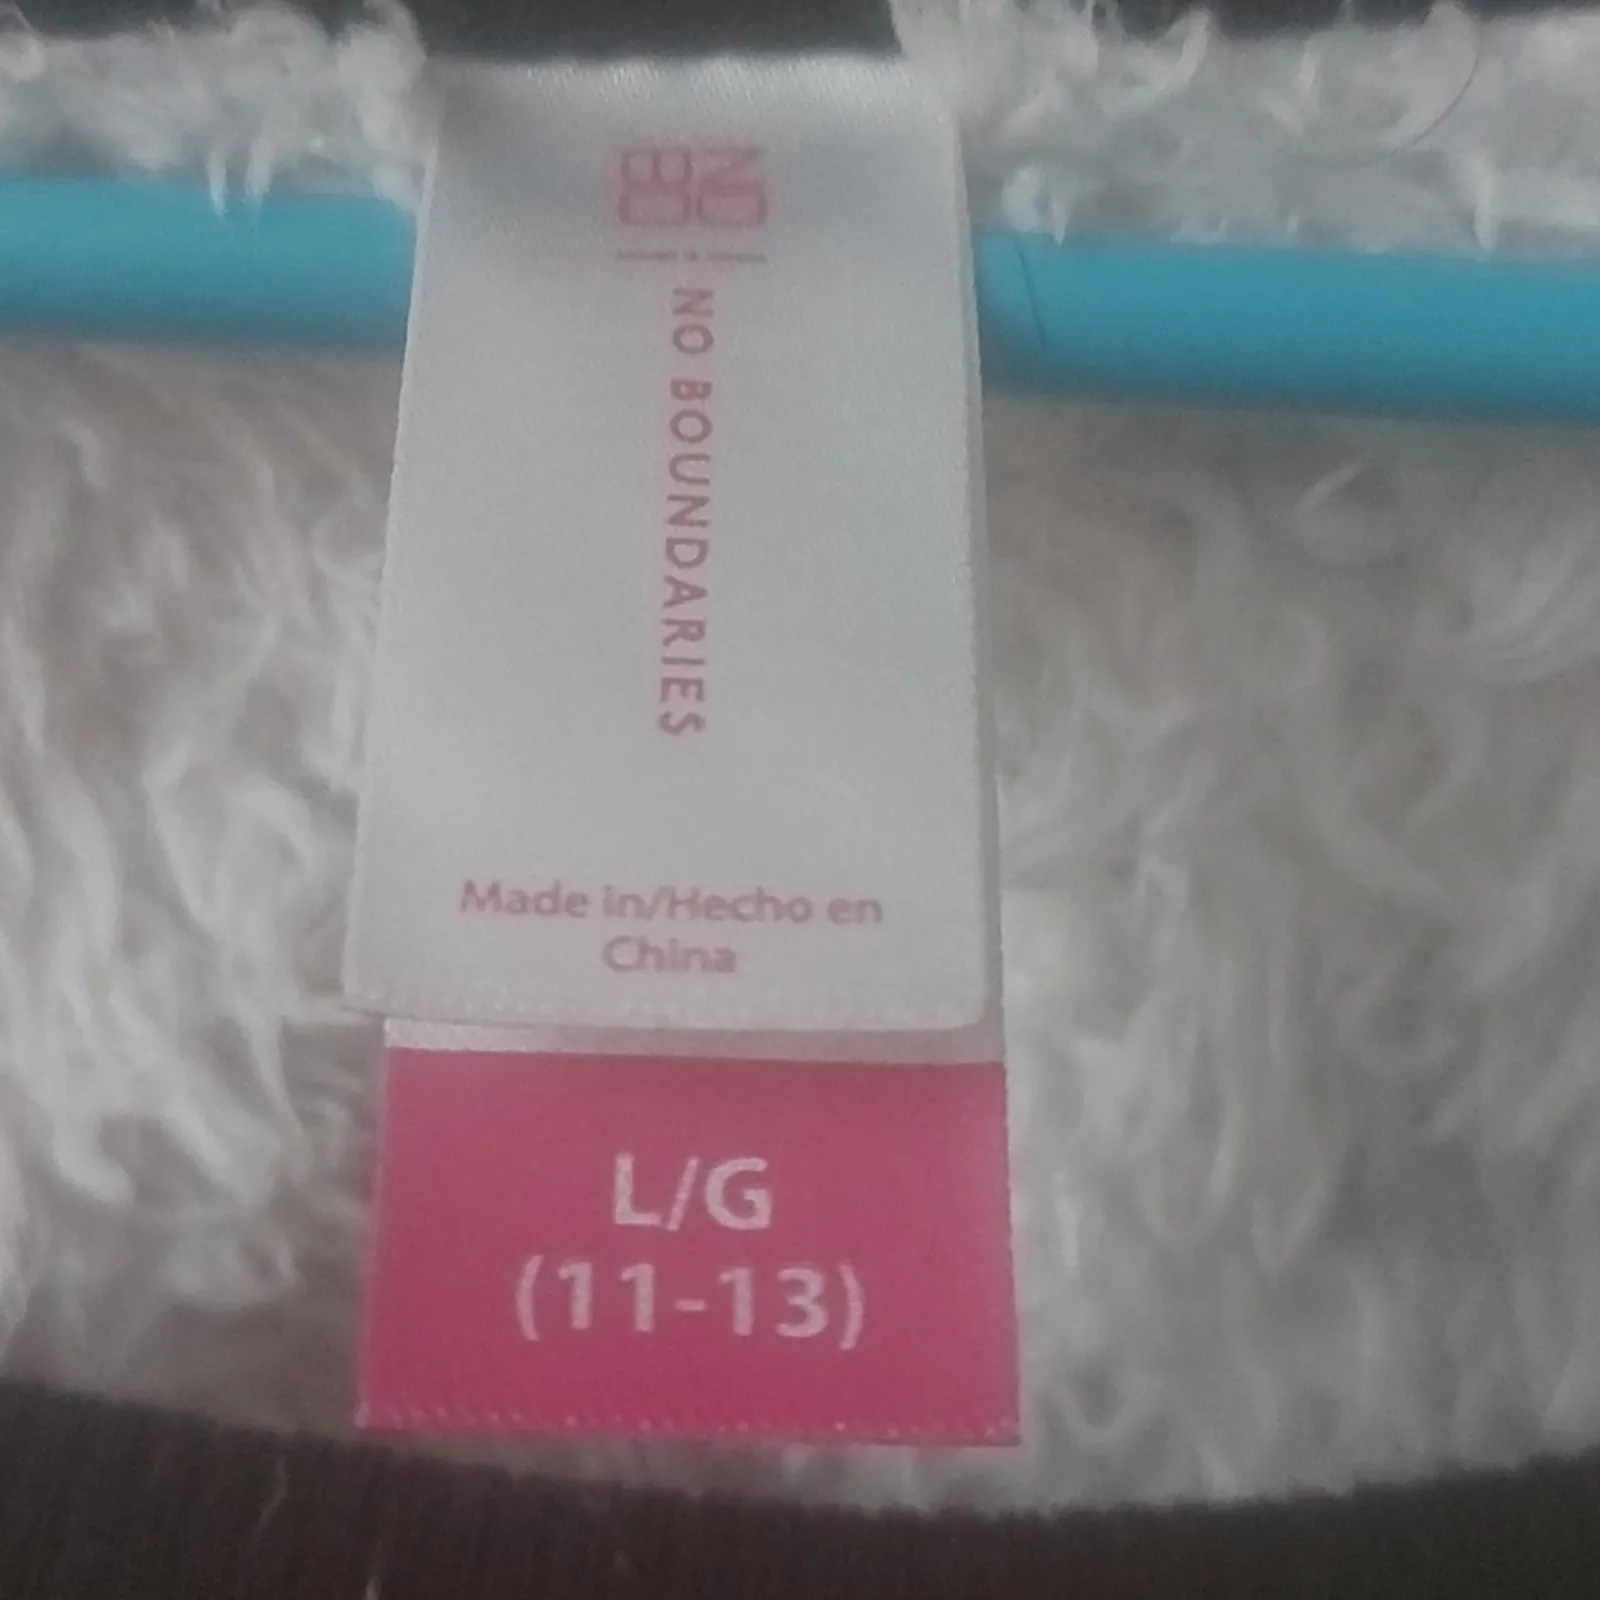 NO BOUNDARIES
Made in/Hecho en
China
L/G
(11-13)